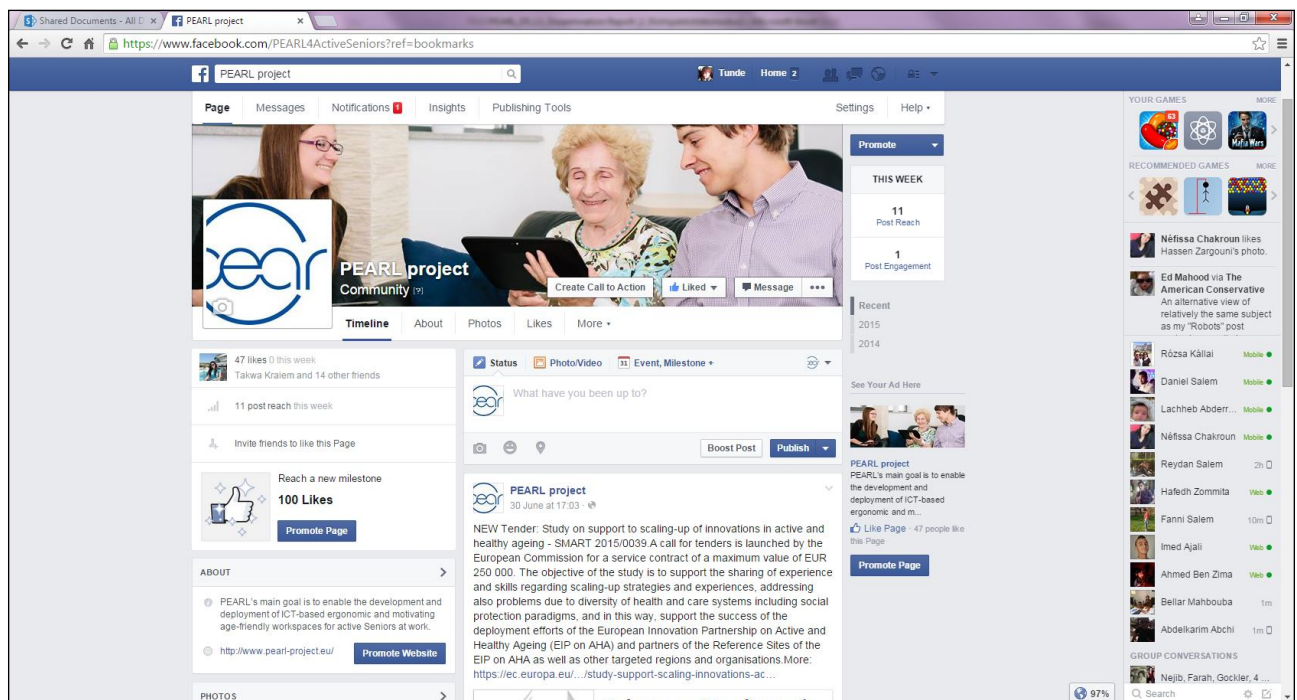 Shared Documents - All D
PEARL project
https://www.facebook.com/PEARL4ActiveSeniors?ref=bookmarks
PEARL project
Tunde
Home 2
Page
Messages
Notifications 1
Insights
Publishing Tools
Settings
Help
pear
PEARL project
Community [?]
Create Call to Action
Liked
Message
Timeline
About
Photos
Likes
More
Promote
THIS WEEK
11
Post Reach
1
Post Engagement
Recent
2015
2014
47 likes 0 this week
Takwa Kraiem and 14 other friends
11 post reach this week
Invite friends to like this Page
Reach a new milestone
100 Likes
Promote Page
ABOUT
PEARL's main goal is to enable the development and
deployment of ICT-based ergonomic and motivating
age-friendly workspaces for active Seniors at work.
http://www.pearl-project.eu/
Promote Website
PHOTOS
Status
Photo/Video
31 Event, Milestone +
pear
What have you been up to?
Boost Post
Publish
pear
PEARL project
30 June at 17:03
NEW Tender: Study on support to scaling-up of innovations in active and
healthy ageing - SMART 2015/0039.A call for tenders is launched by the
European Commission for a service contract of a maximum value of EUR
250 000. The objective of the study is to support the sharing of experience
and skills regarding scaling-up strategies and experiences, addressing
also problems due to diversity of health and care systems including social
protection paradigms, and in this way, support the success of the
deployment efforts of the European Innovation Partnership on Active and
Healthy Ageing (EIP on AHA) and partners of the Reference Sites of the
EIP on AHA as well as other targeted regions and organisations.More:
https://ec.europa.eu/.../study-support-scaling-innovations-ac...
See Your Ad Here
PEARL project
PEARL's main goal is to enable
the development and
deployment of ICT-based
ergonomic and m...
Like Page · 47 people like
this Page
Promote Page
YOUR GAMES
MORE
63
Mafia Wars
RECOMMENDED GAMES
MORE
Néfissa Chakroun likes
Hassen Zargouni's photo.
Ed Mahood via The
American Conservative
An alternative view of
relatively the same subject
as my "Robots" post
Rózsa Kállai Mobile
Daniel Salem Mobile
Lachheb Abderr... Mobile
Néfissa Chakroun Mobile
Reydan Salem 2h
Hafedh Zommita Web
Fanni Salem 10m
Imed Ajali Web
Ahmed Ben Zima Web
Bellar Mahbouba 1m
Abdelkarim Abchi 1m
GROUP CONVERSATIONS
Nejib, Farah, Gockler, 4 ...
97%
Search